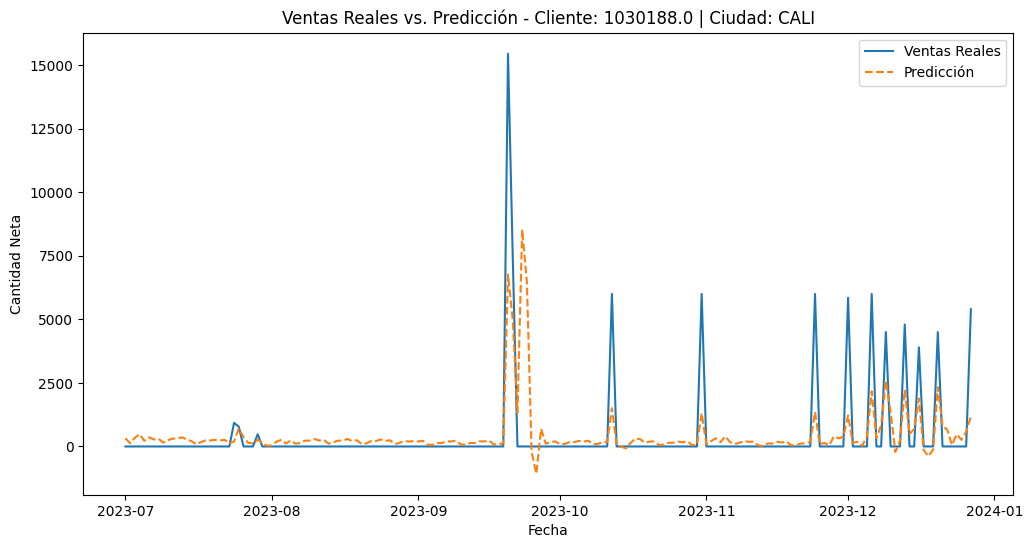 Ventas Reales vs. Predicción - Cliente: 1030188.0 | Ciudad: CALI
Ventas Reales
Predicción
Cantidad Neta
15000
12500
10000
7500
5000
2500
0
2023-07
2023-08
2023-09
2023-10
2023-11
2023-12
2024-01
Fecha